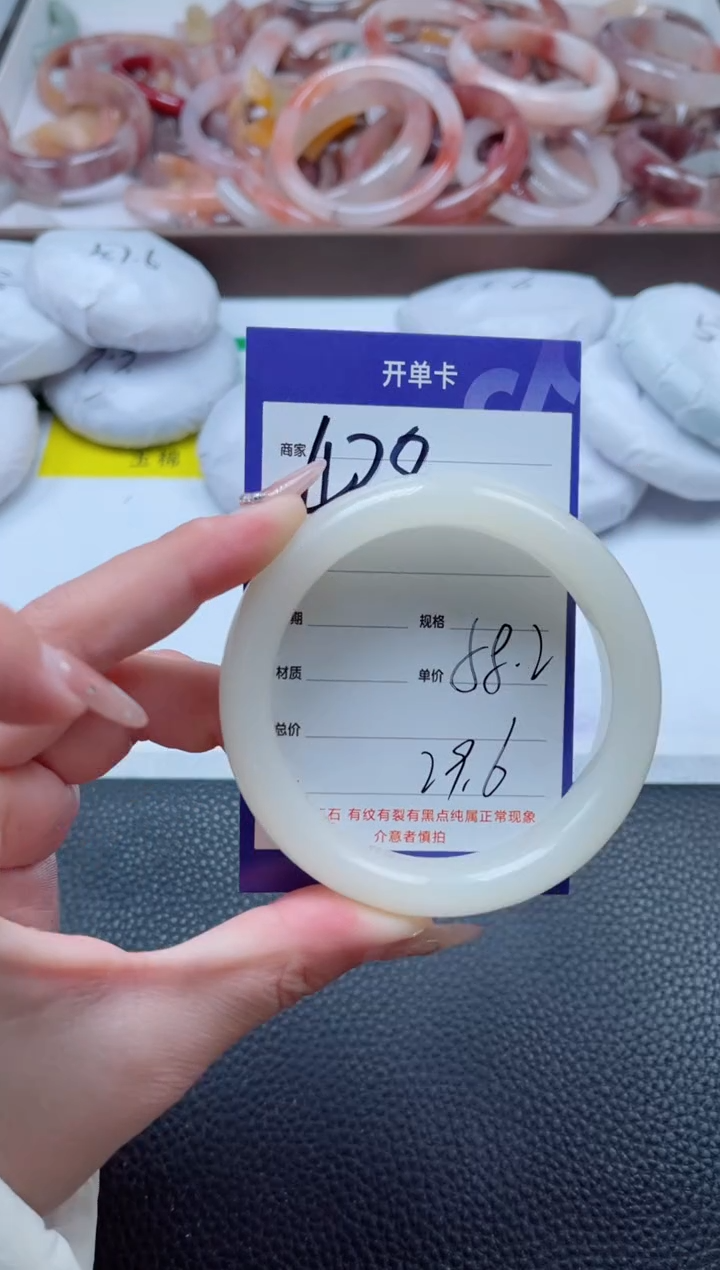 开单卡
商家 420
期 规格
材质 单价 58.2
总价
29.6
石 有纹有裂有黑点纯属正常现象
介意者慎拍